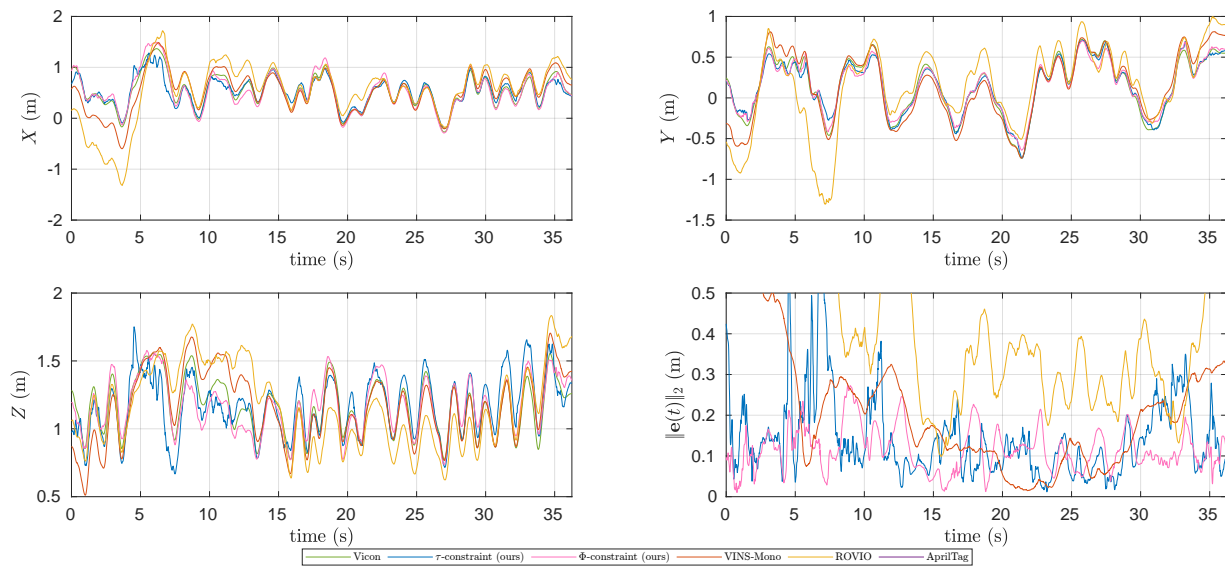 2
1
0
-1
-2
X (m)
0 5 10 15 20 25 30 35
time (s)
1
0.5
0
-0.5
-1
-1.5
Y (m)
0 5 10 15 20 25 30 35
time (s)
2
1.5
1
0.5
Z (m)
0 5 10 15 20 25 30 35
time (s)
0.5
0.4
0.3
0.2
0.1
0
‖e(t)‖₂ (m)
0 5 10 15 20 25 30 35
time (s)
Vicon τ-constraint (ours) Φ-constraint (ours) VINS-Mono ROVIO AprilTag